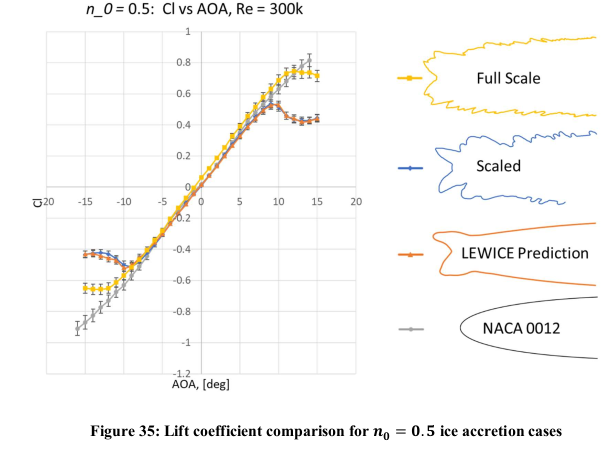 n_0 = 0.5: Cl vs AOA, Re = 300k
1
0.8
0.6
0.4
0.2
0
-20 -15 -10 -5 0 5 10 15 20
-0.2
-0.4
-0.6
-0.8
-1
-1.2
Cl
AOA, [deg]
Full Scale
Scaled
LEWICE Prediction
NACA 0012
Figure 35: Lift coefficient comparison for n₀ = 0.5 ice accretion cases